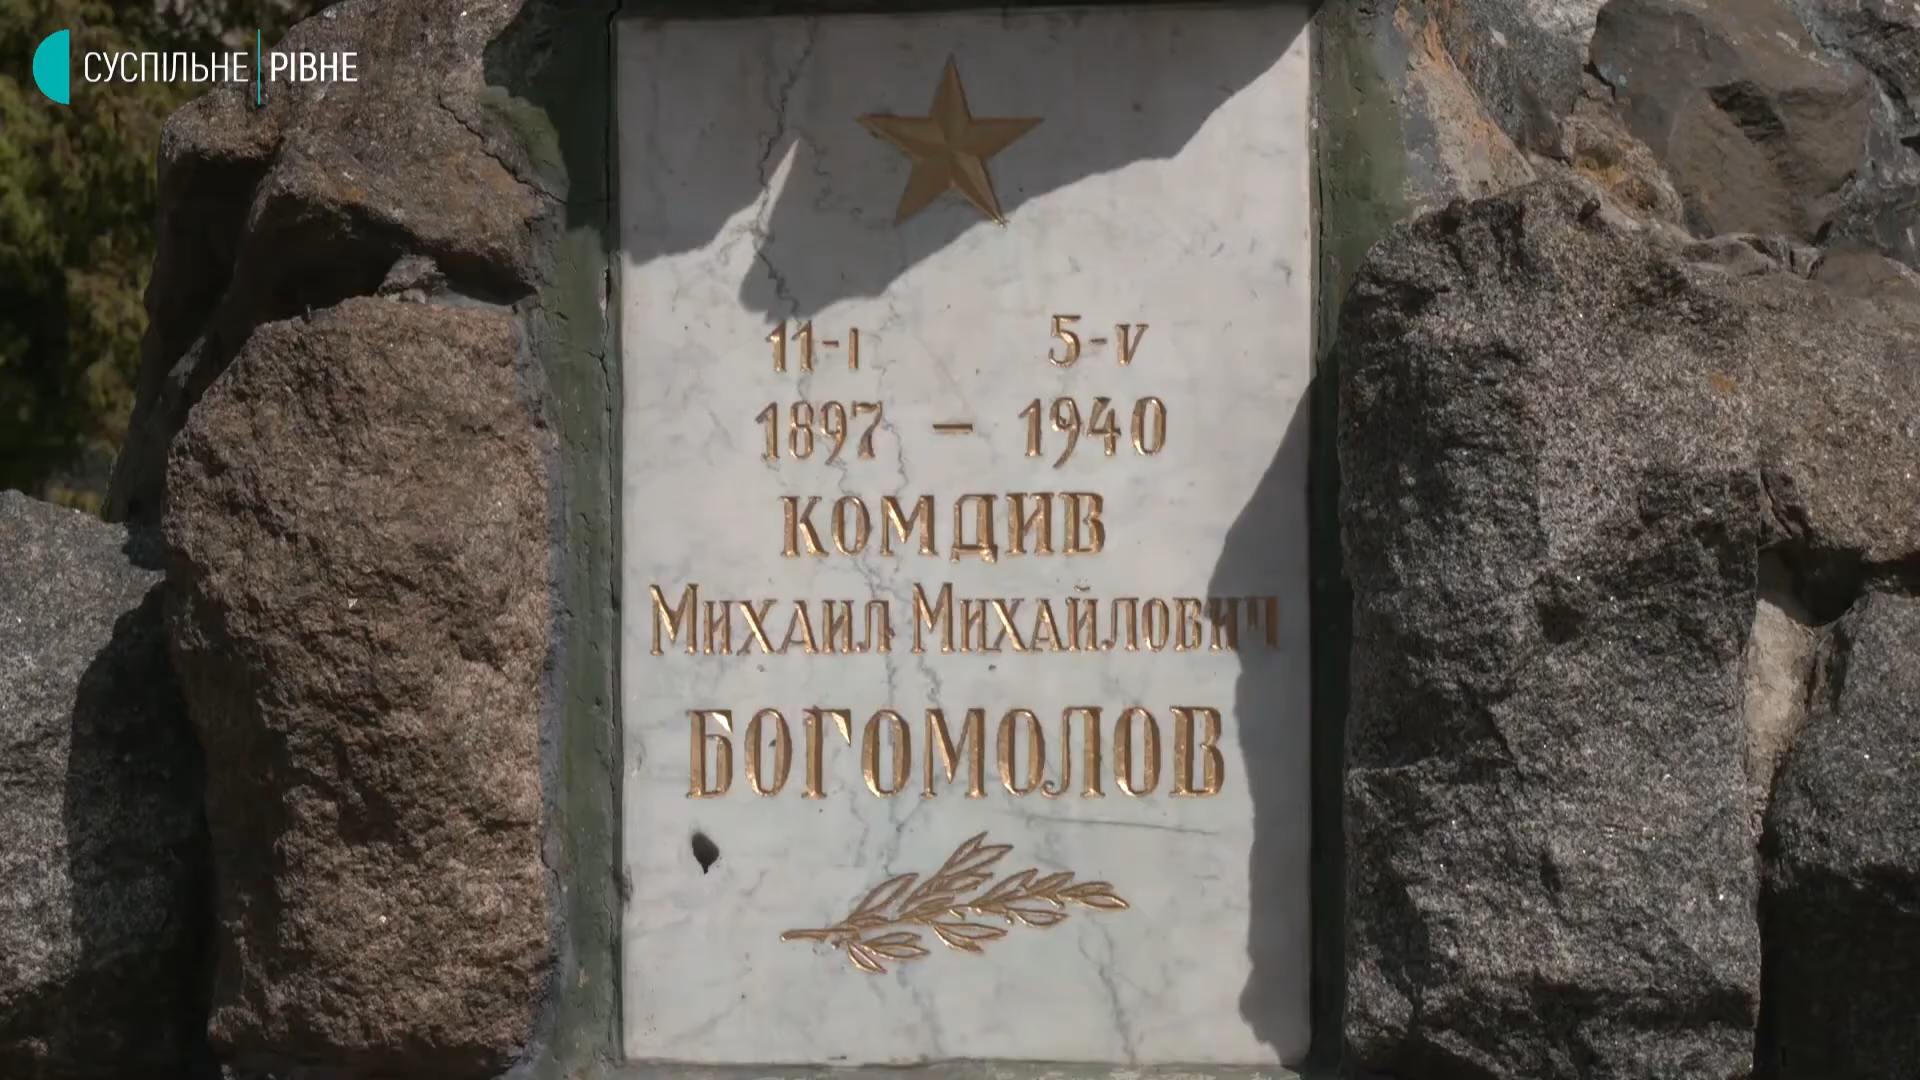 СУСПІЛЬНЕ РІВНЕ
11-I 5-V
1897 – 1940
КОМДИВ
МИХАИЛ МИХАЙЛОВИЧ
БОГОМОЛОВ